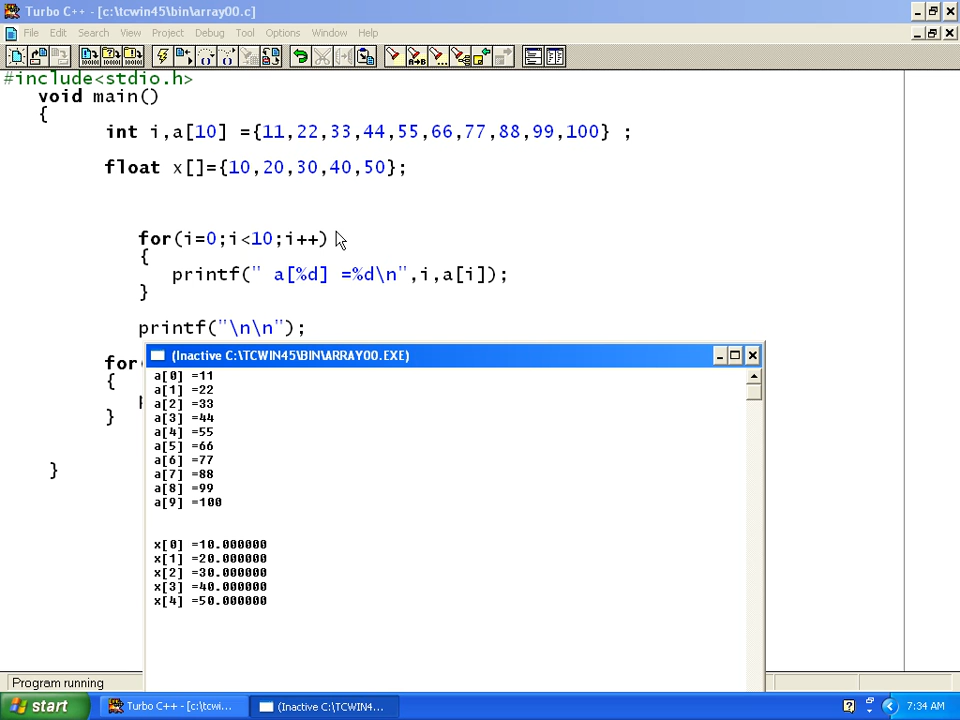 Turbo C++ - [c:\tcwin45\bin\array00.c]
File Edit Search View Project Debug Tool Options Window Help
#include<stdio.h>
void main()
{
int i,a[10] ={11,22,33,44,55,66,77,88,99,100} ;
float x[]={10,20,30,40,50};
for(i=0;i<10;i++)
{
printf(" a[%d] =%d\n",i,a[i]);
}
printf("\n\n");
for(
{
}
}
(Inactive C:\TCWIN45\BIN\ARRAY00.EXE)
a[0] =11
a[1] =22
a[2] =33
a[3] =44
a[4] =55
a[5] =66
a[6] =77
a[7] =88
a[8] =99
a[9] =100
x[0] =10.000000
x[1] =20.000000
x[2] =30.000000
x[3] =40.000000
x[4] =50.000000
Program running
start
Turbo C++ - [c:\tcwi...
(Inactive C:\TCWIN4...
7:34 AM